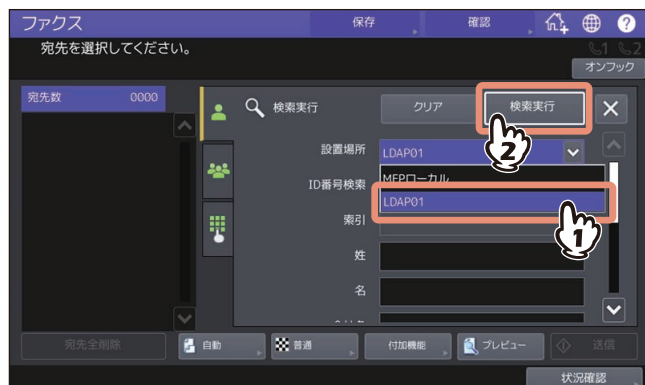 ファクス 保存 確認 ?
宛先を選択してください。 1 2
オンフック
宛先数 0000
検索実行 クリア 検索実行
設置場所 LDAP01
MFPローカル
ID番号検索
LDAP01
索引
姓
名
宛先全削除 自動 普通 付加機能 プレビュー 送信
状況確認
1
2